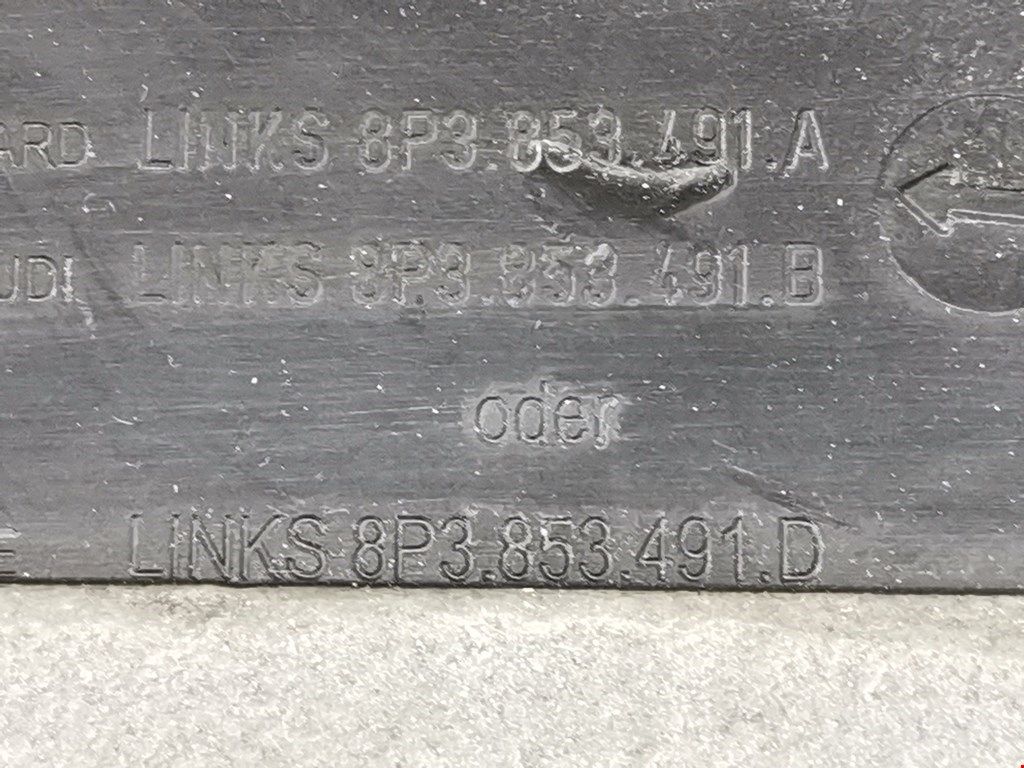 ARD LINKS 8P3.853.491.A
UDI LINKS 8P3.853.491.B
oder
E LINKS 8P3.853.491.D